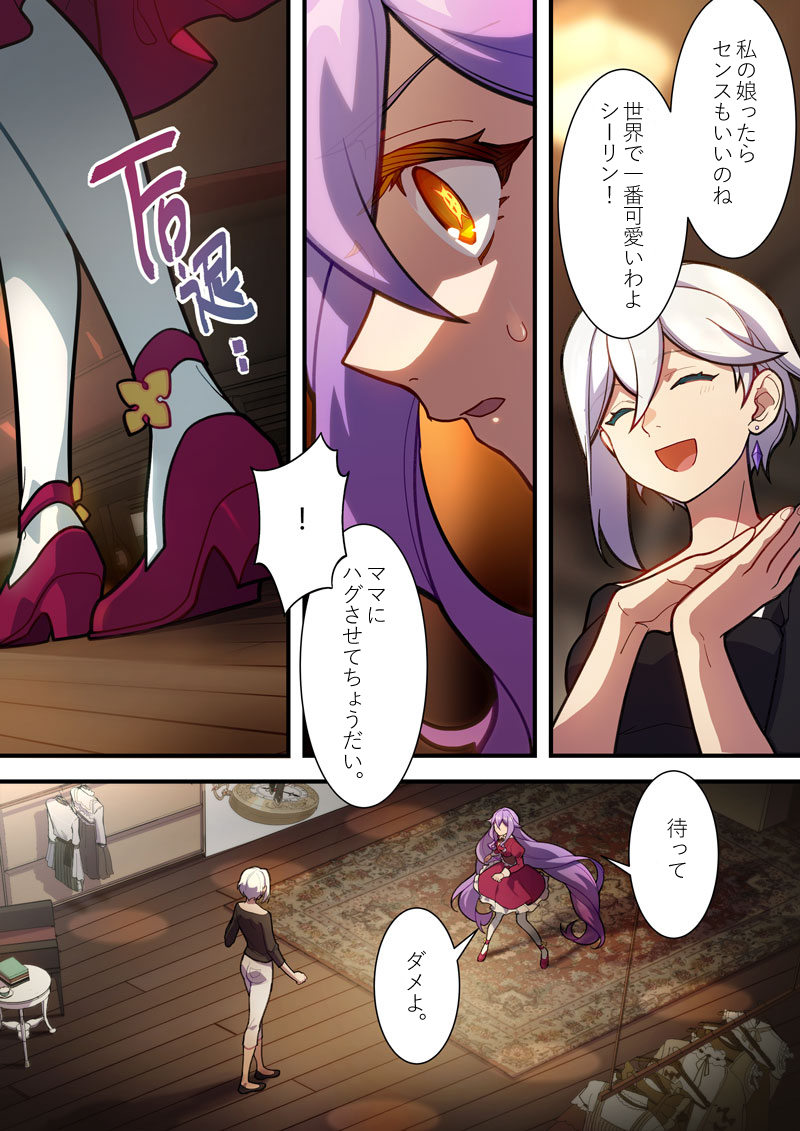 私の娘ったら
センスもいいのね
世界で一番可愛いわよ
シーリン！
！
下后退…
ママに
ハグさせてちょうだい。
待って
ダメよ。